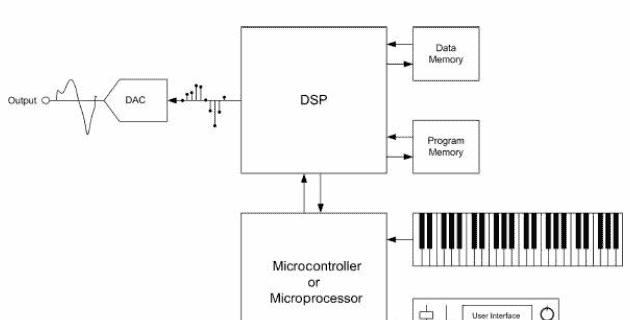 Data
Memory
Output
DAC
DSP
Program
Memory
Microcontroller
or
Microprocessor
User Interface